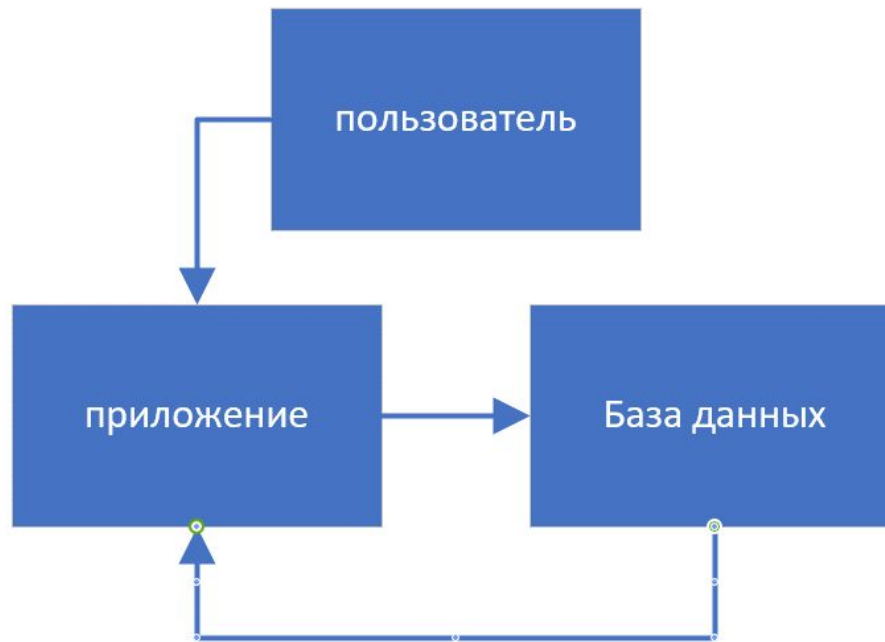 пользователь
приложение
База данных